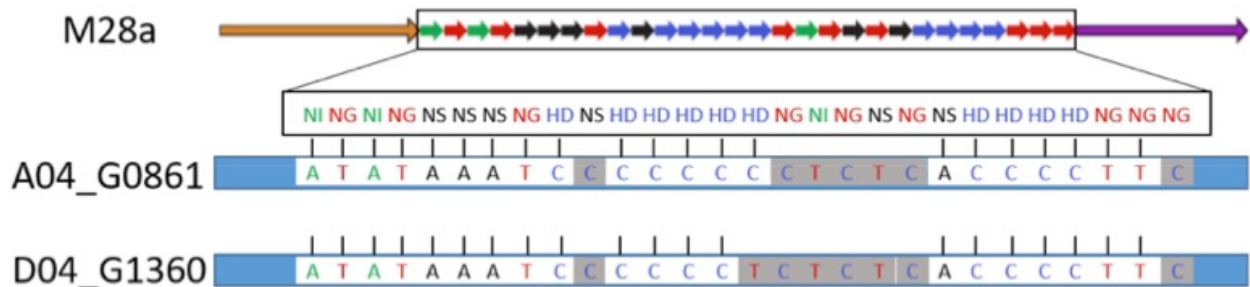 M28a
NI NG NI NG NS NS NS NG HD NS HD HD HD HD HD NG NI NG NS NG NS HD HD HD HD NG NG NG
A04_G0861 A T A T A A A T C C C C C C C C T C T C A C C C C T T C
D04_G1360 A T A T A A A T C C C C C C T C T C T C A C C C C T T C